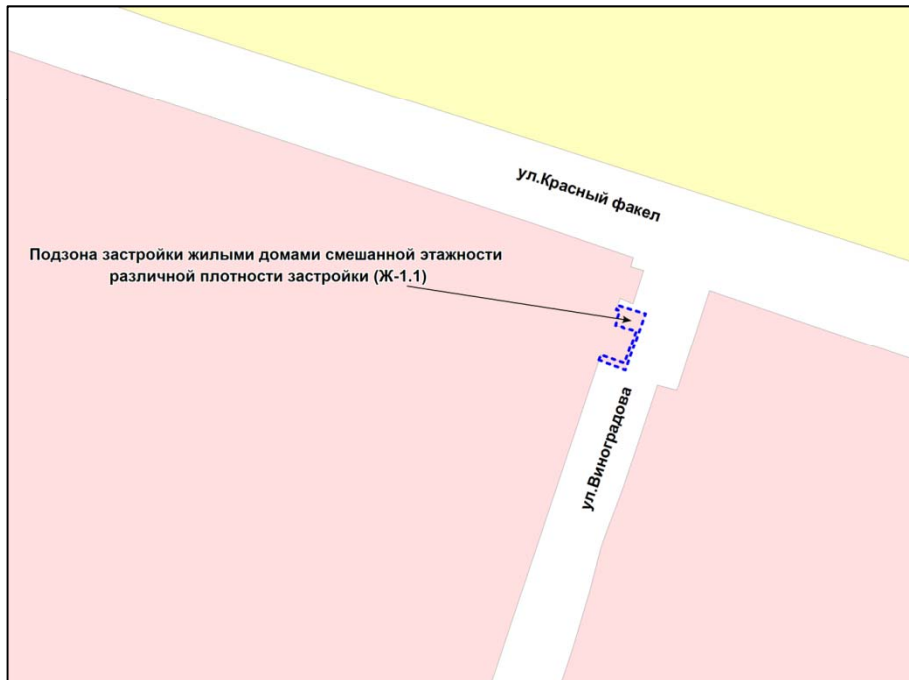 ул.Красный факел
Подзона застройки жилыми домами смешанной этажности
различной плотности застройки (Ж-1.1)
ул.Виноградова